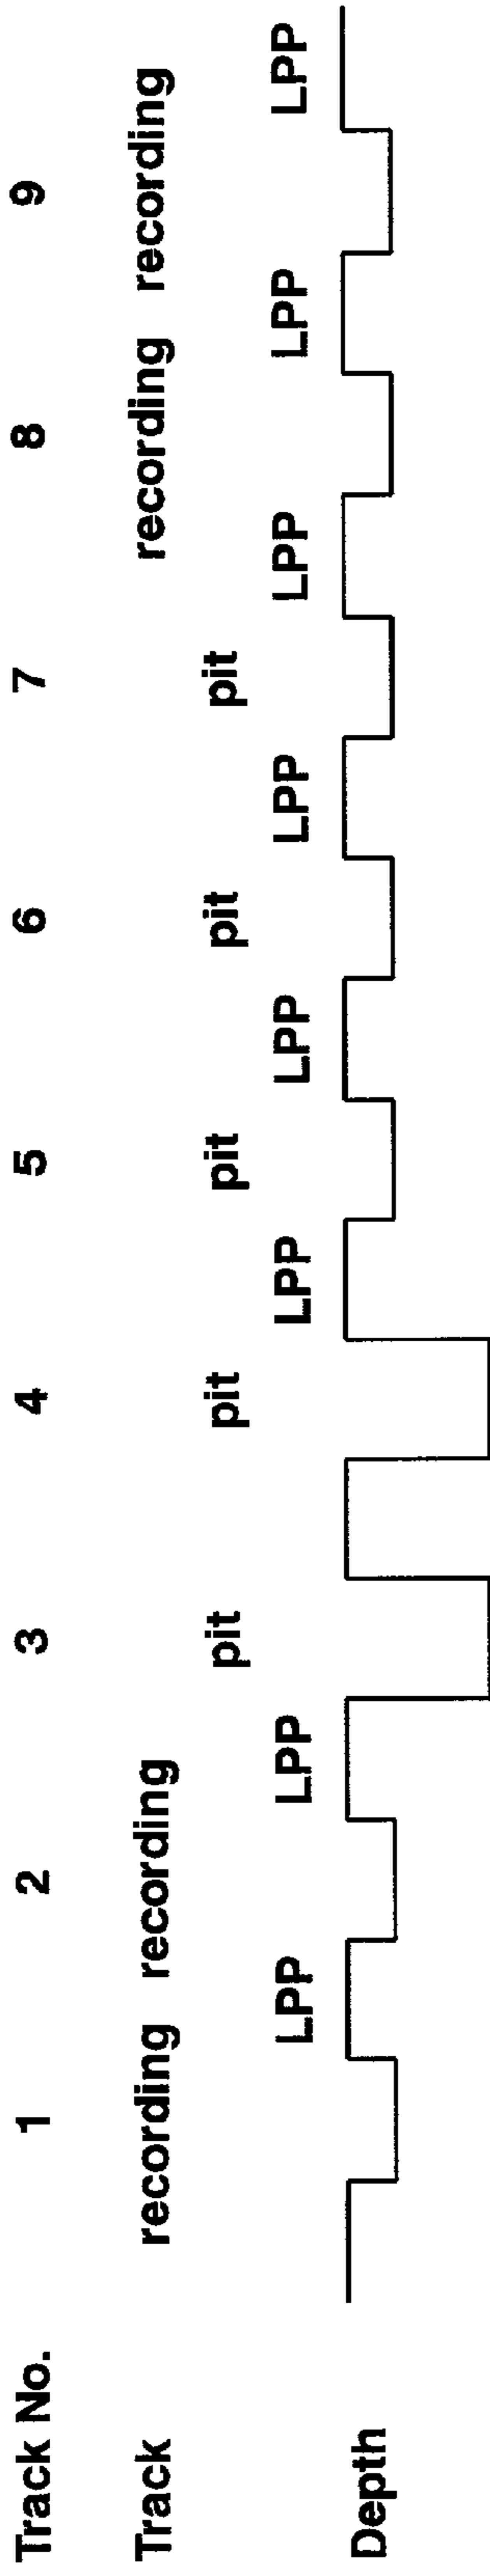 Track No. 1 2 3 4 5 6 7 8 9
Track recording recording recording recording
pit pit pit pit pit
LPP LPP LPP LPP LPP LPP LPP LPP
Depth